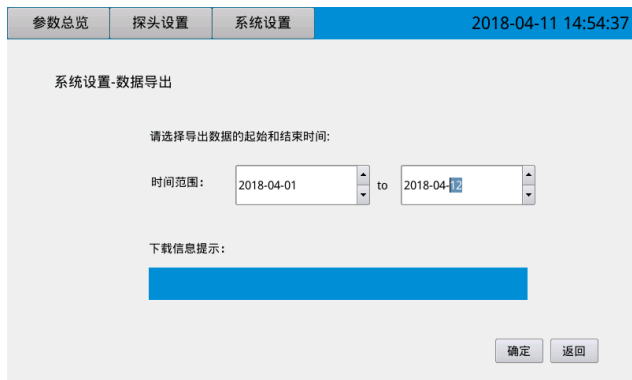 参数总览 探头设置 系统设置 2018-04-11 14:54:37
系统设置-数据导出
请选择导出数据的起始和结束时间:
时间范围: 2018-04-01 to 2018-04-12
下载信息提示:
确定 返回